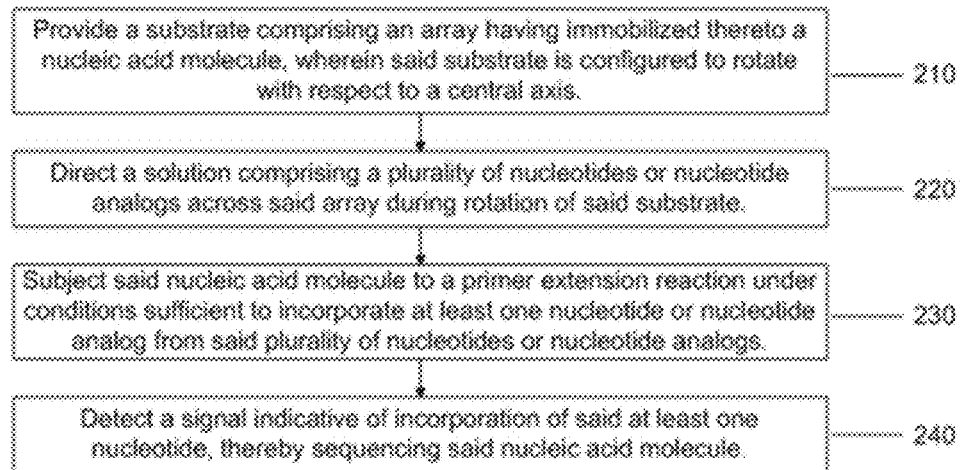 Provide a substrate comprising an array having immobilized thereto a
nucleic acid molecule, wherein said substrate is configured to rotate
with respect to a central axis.
210
Direct a solution comprising a plurality of nucleotides or nucleotide
analogs across said array during rotation of said substrate.
220
Subject said nucleic acid molecule to a primer extension reaction under
conditions sufficient to incorporate at least one nucleotide or nucleotide
analog from said plurality of nucleotides or nucleotide analogs.
230
Detect a signal indicative of incorporation of said at least one
nucleotide, thereby sequencing said nucleic acid molecule.
240